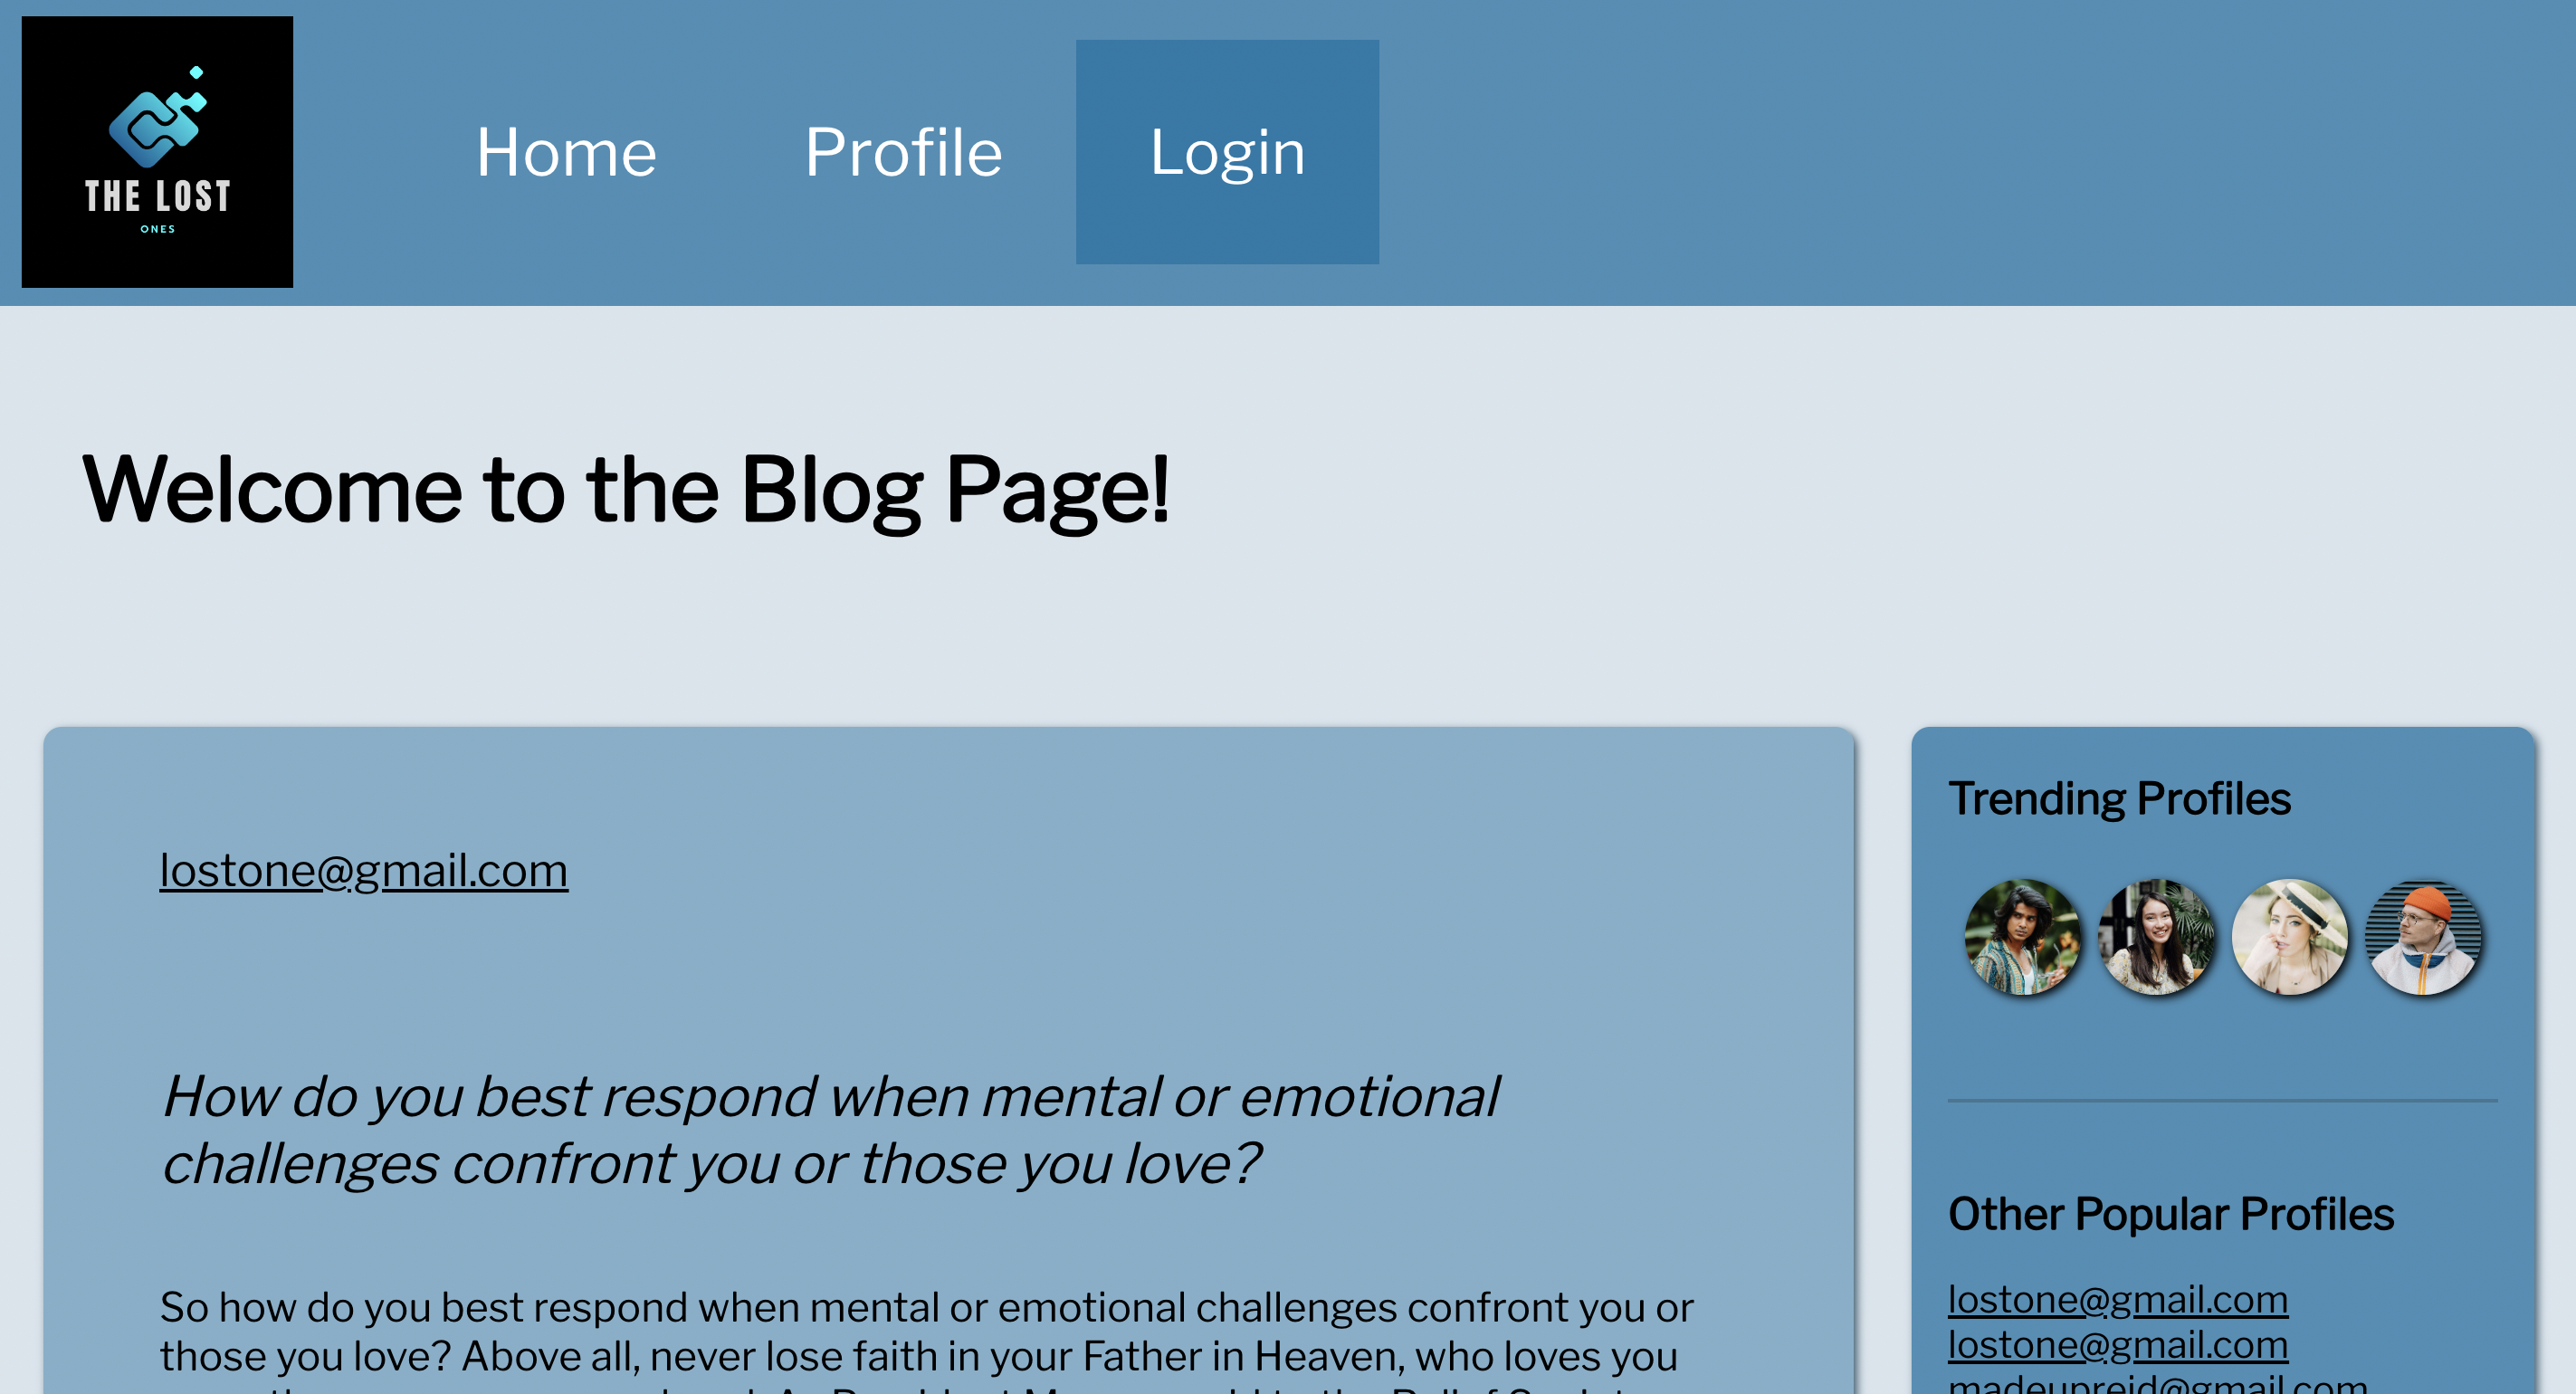 THE LOST
ONES
Home
Profile
Login
Welcome to the Blog Page!
lostone@gmail.com
How do you best respond when mental or emotional
challenges confront you or those you love?
So how do you best respond when mental or emotional challenges confront you or
those you love? Above all, never lose faith in your Father in Heaven, who loves you
Trending Profiles
Other Popular Profiles
lostone@gmail.com
lostone@gmail.com
madeupreid@gmail.com